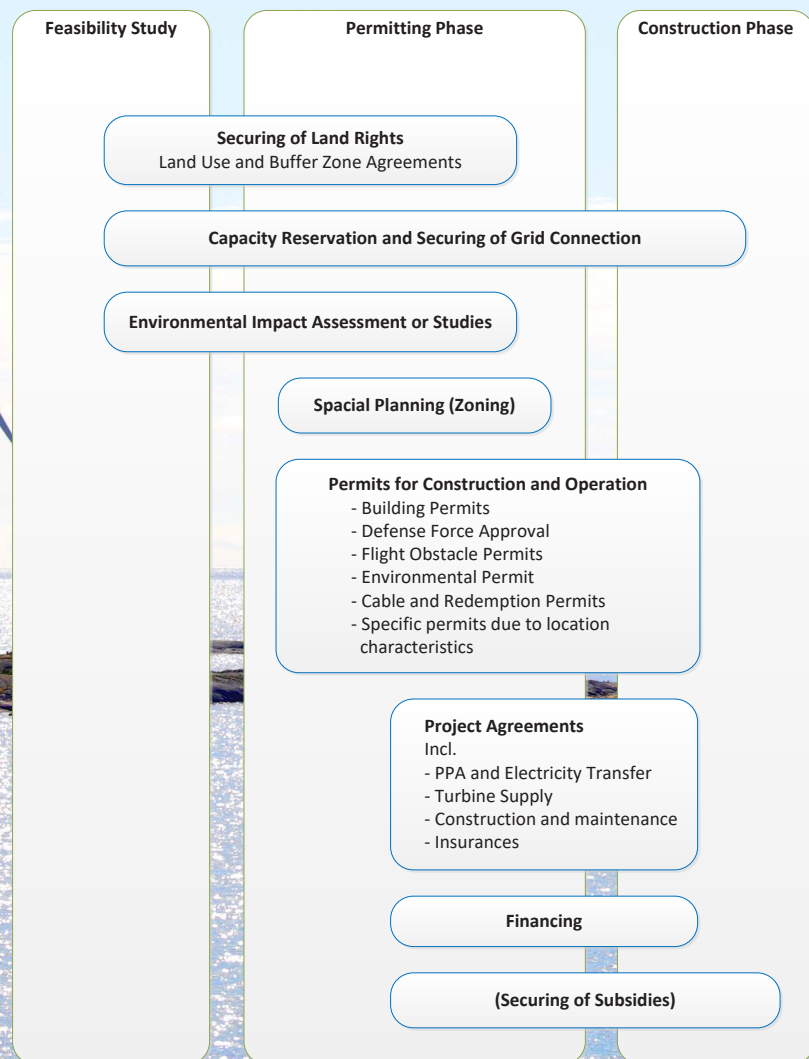 Feasibility Study
Permitting Phase
Construction Phase
Securing of Land Rights
Land Use and Buffer Zone Agreements
Capacity Reservation and Securing of Grid Connection
Environmental Impact Assessment or Studies
Spacial Planning (Zoning)
Permits for Construction and Operation
- Building Permits
- Defense Force Approval
- Flight Obstacle Permits
- Environmental Permit
- Cable and Redemption Permits
- Specific permits due to location
characteristics
Project Agreements
Incl.
- PPA and Electricity Transfer
- Turbine Supply
- Construction and maintenance
- Insurances
Financing
(Securing of Subsidies)